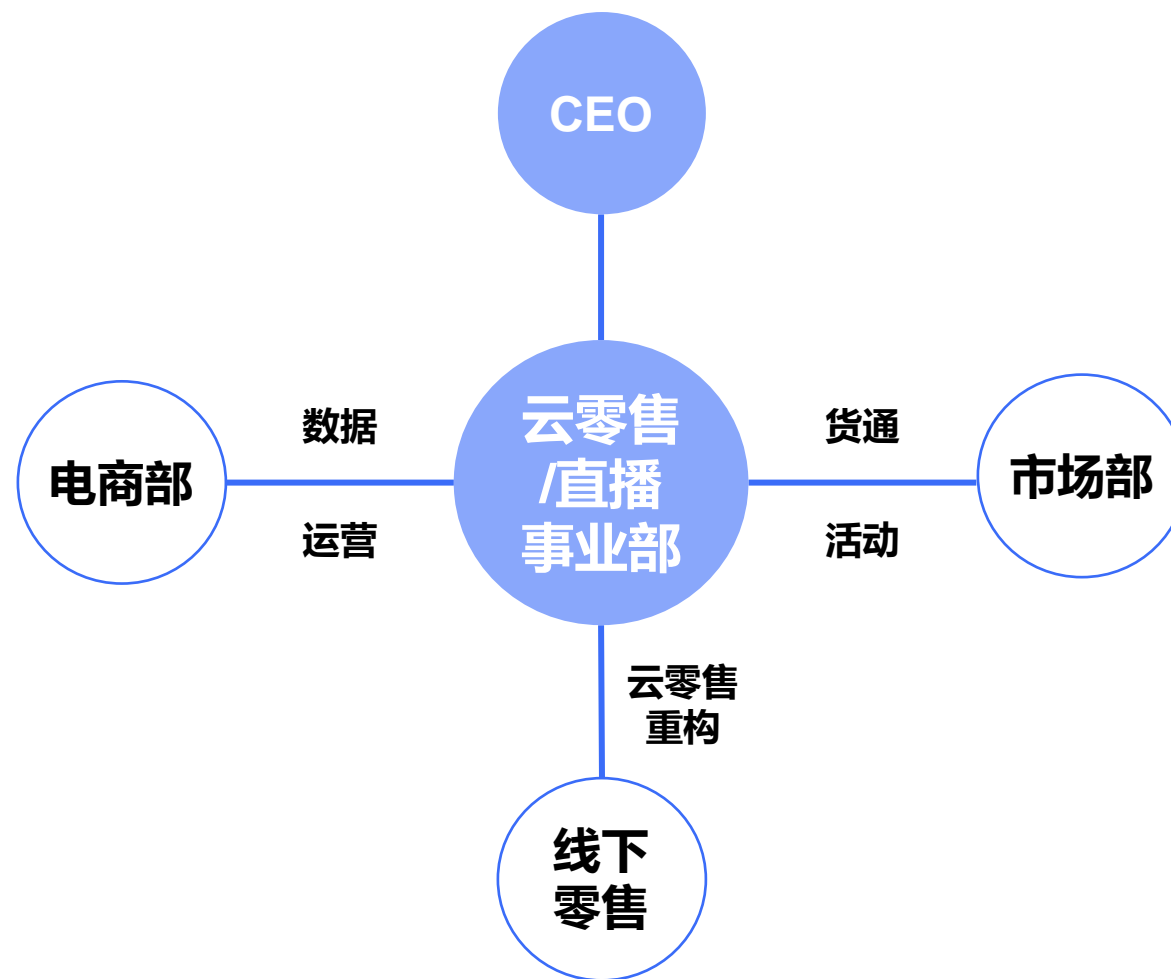 CEO
云零售
/直播
事业部
电商部
数据
运营
货通
活动
市场部
云零售
重构
线下
零售